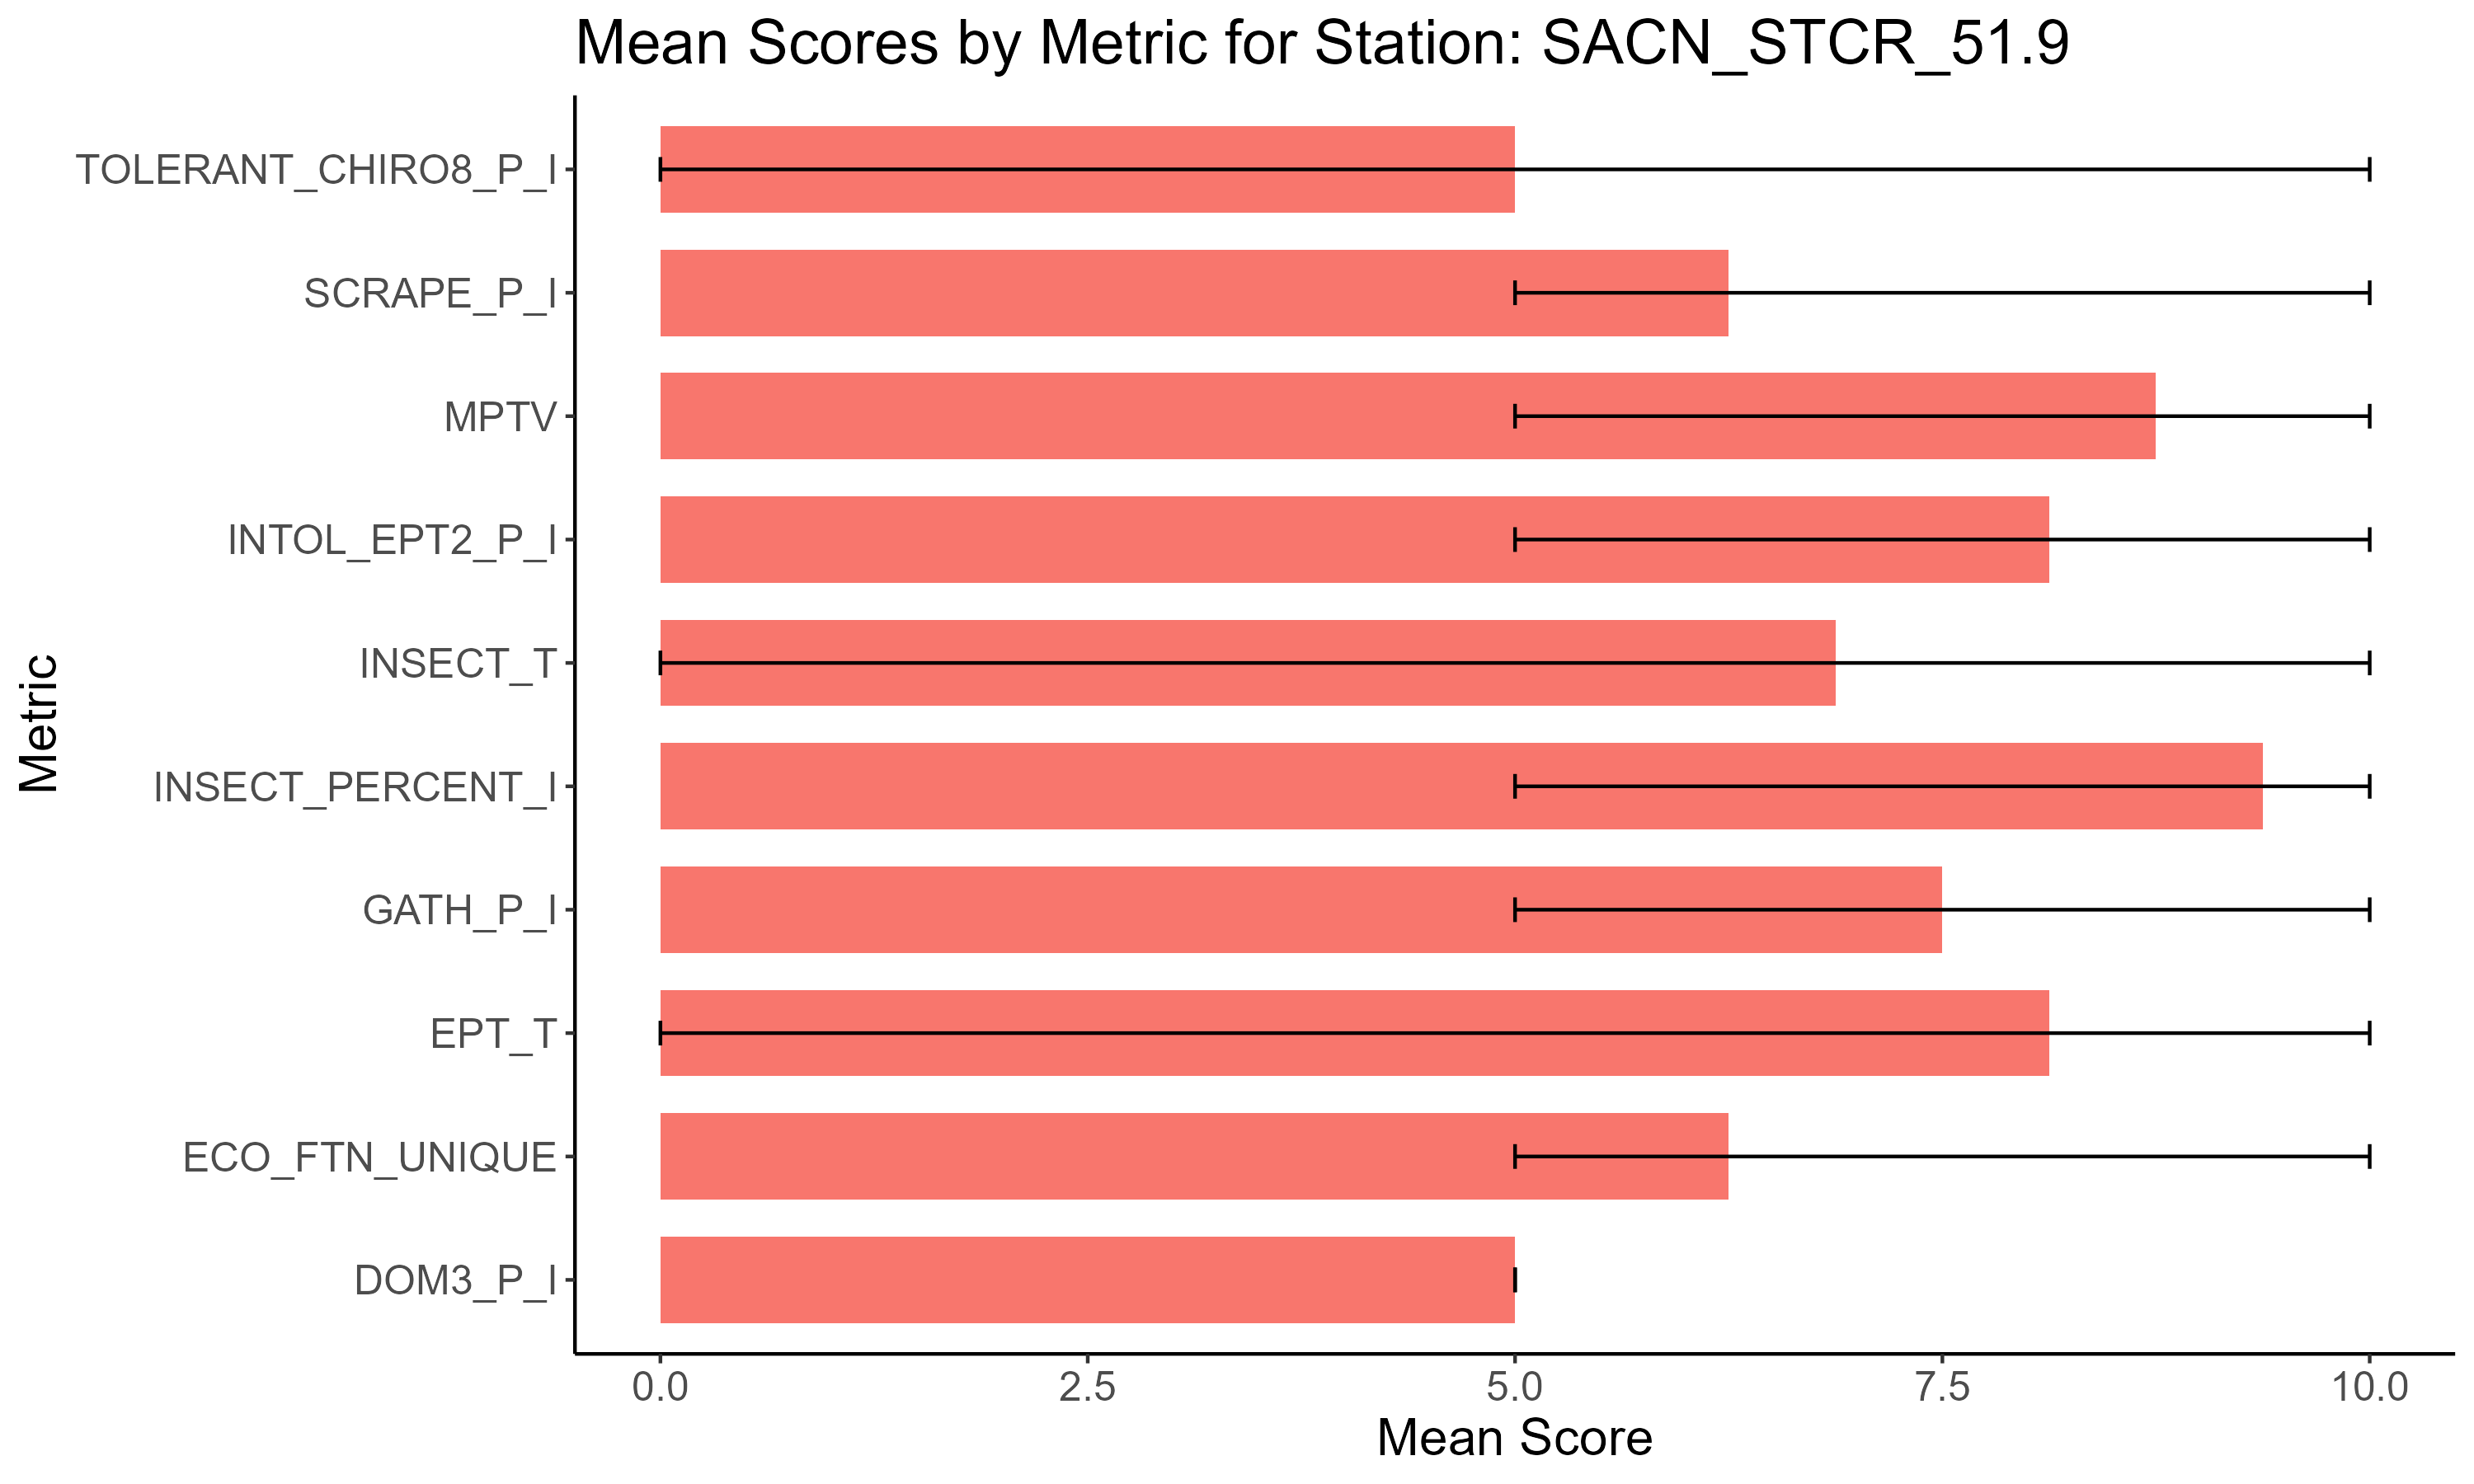 Mean Scores by Metric for Station: SACN_STCR_51.9
TOLERANT_CHIRO8_P_I
SCRAPE_P_I
MPTV
INTOL_EPT2_P_I
INSECT_T
INSECT_PERCENT_I
GATH_P_I
EPT_T
ECO_FTN_UNIQUE
DOM3_P_I
Metric
0.0 2.5 5.0 7.5 10.0
Mean Score